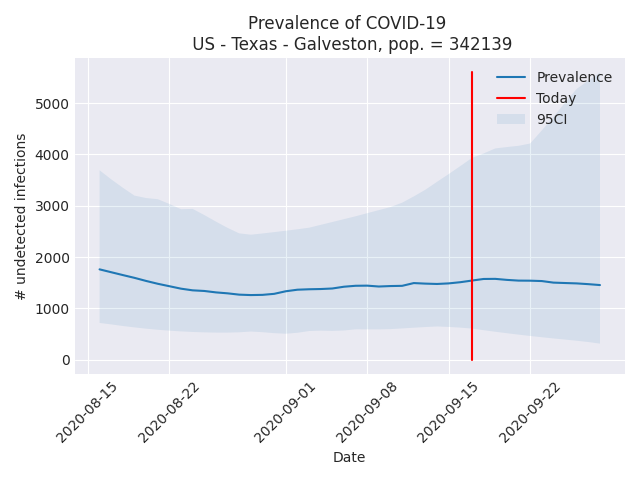 Prevalence of COVID-19
US - Texas - Galveston, pop. = 342139
Prevalence
Today
95CI
# undetected infections
5000
4000
3000
2000
1000
0
2020-08-15
2020-08-22
2020-09-01
2020-09-08
2020-09-15
2020-09-22
Date